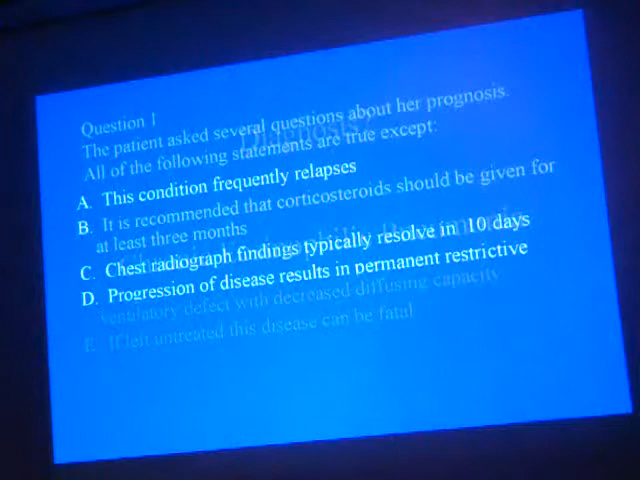 Question 1
The patient asked several questions about her prognosis.
All of the following statements are true except:
A. This condition frequently relapses
B. It is recommended that corticosteroids should be given for
at least three months
C. Chest radiograph findings typically resolve in 10 days
D. Progression of disease results in permanent restrictive
ventilatory defect with decreased diffusing capacity
E. If left untreated this disease can be fatal
Diagnosis?